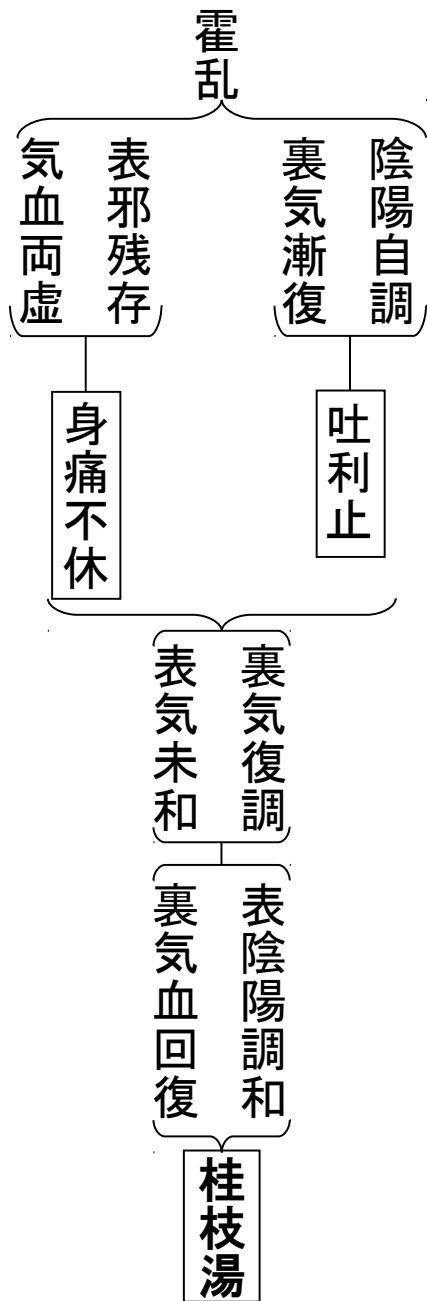 霍乱
陰陽自調
裏気漸復
表邪残存
気血両虚
吐利止
身痛不休
裏気復調
表気未和
表陰陽調和
裏気血回復
桂枝湯